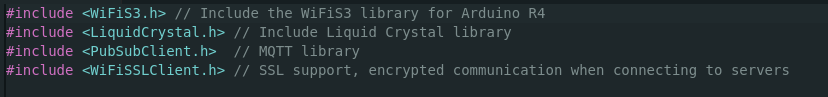 #include <WiFiS3.h> // Include the WiFiS3 library for Arduino R4
#include <LiquidCrystal.h> // Include Liquid Crystal library
#include <PubSubClient.h>  // MQTT library
#include <WiFiSSLClient.h> // SSL support, encrypted communication when connecting to servers